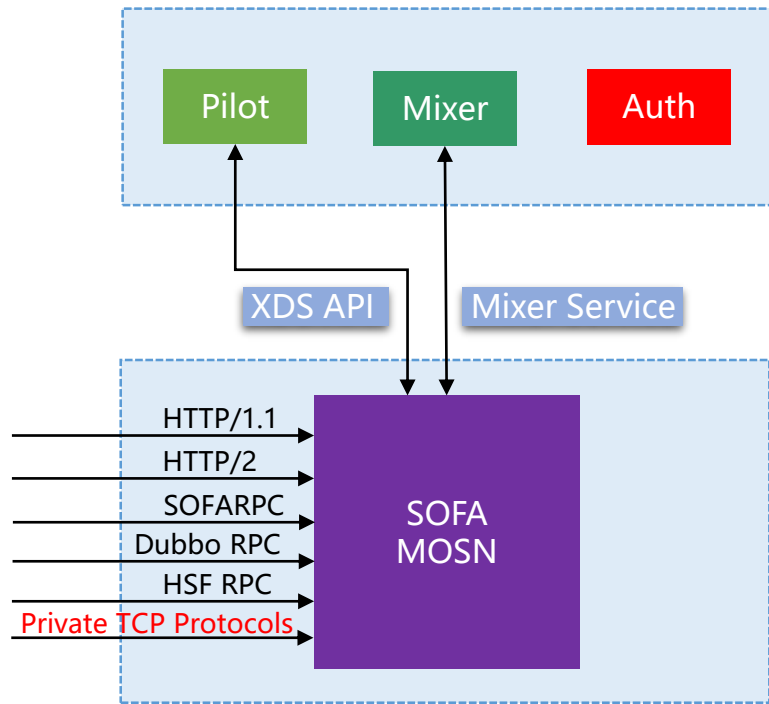 Pilot
Mixer
Auth
XDS API
Mixer Service
HTTP/1.1
HTTP/2
SOFARPC
Dubbo RPC
HSF RPC
Private TCP Protocols
SOFA
MOSN